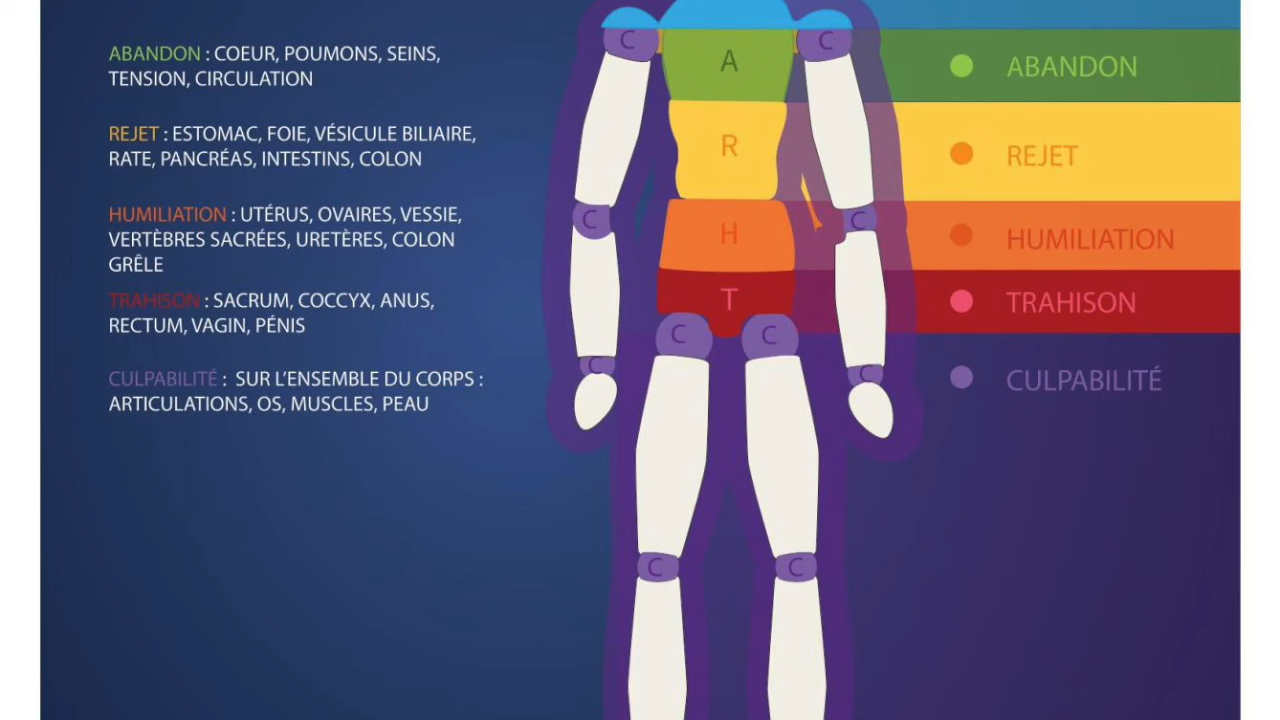 ABANDON : COEUR, POUMONS, SEINS,
TENSION, CIRCULATION
REJET : ESTOMAC, FOIE, VÉSICULE BILIAIRE,
RATE, PANCRÉAS, INTESTINS, COLON
HUMILIATION : UTÉRUS, OVAIRES, VESSIE,
VERTÈBRES SACRÉES, URETÈRES, COLON
GRÊLE
TRAHISON : SACRUM, COCCYX, ANUS,
RECTUM, VAGIN, PÉNIS
CULPABILITÉ : SUR L'ENSEMBLE DU CORPS :
ARTICULATIONS, OS, MUSCLES, PEAU
C C
A
R
C C
H
T
C C
C C
C C
ABANDON
REJET
HUMILIATION
TRAHISON
CULPABILITÉ